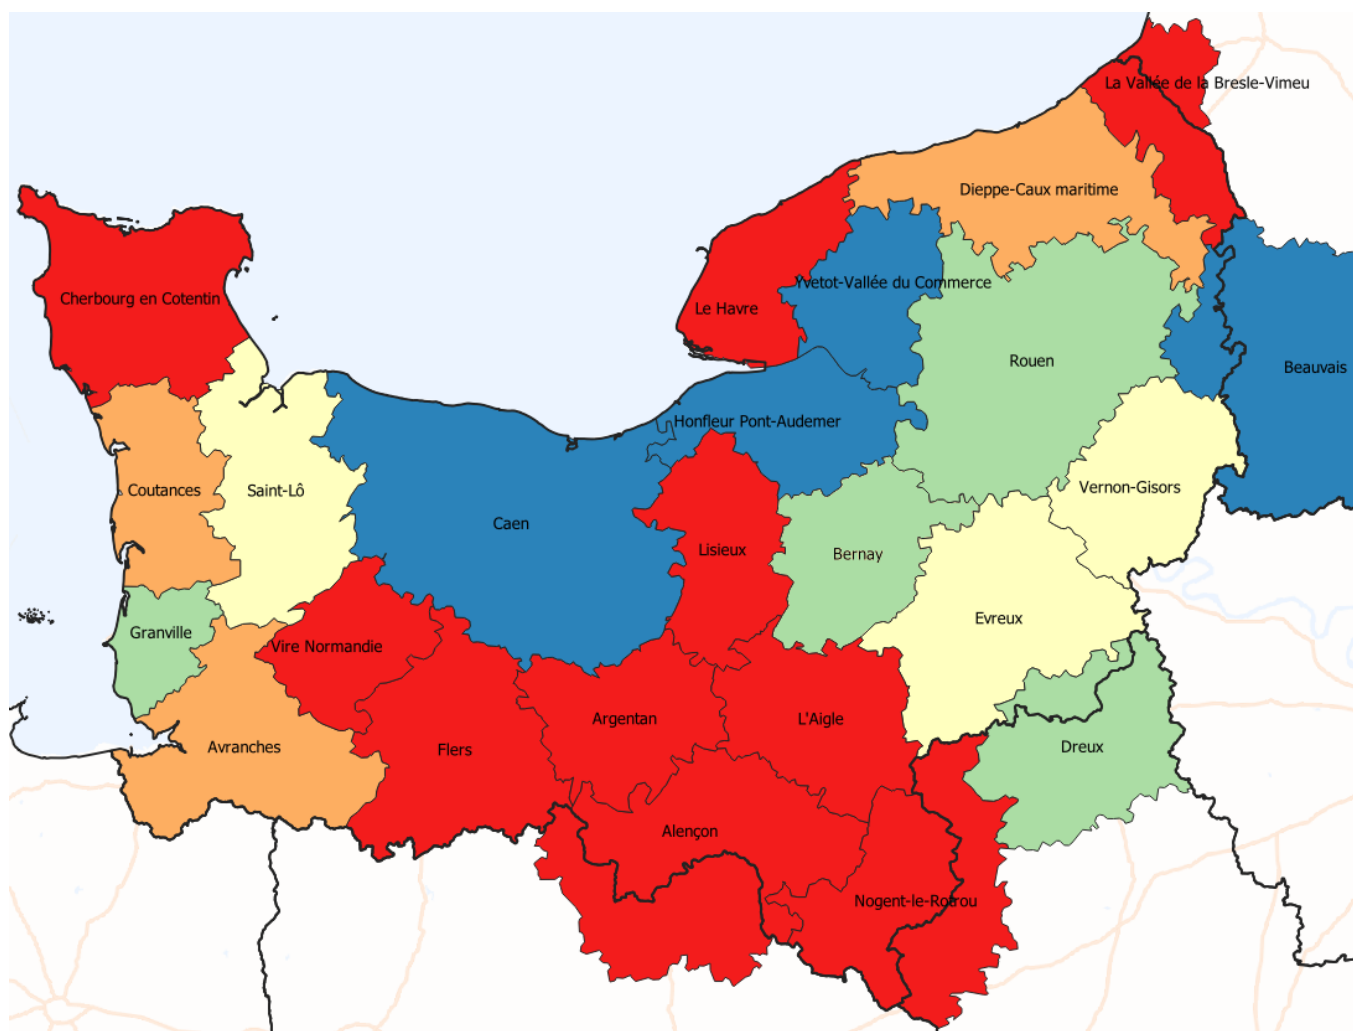 La Vallée de la Bresle-Vimeu
Dieppe-Caux maritime
Cherbourg en Cotentin
Yvetot-Vallée du Commerce
Le Havre
Rouen
Beauvais
Honfleur Pont-Audemer
Coutances
Saint-Lô
Vernon-Gisors
Caen
Lisieux
Bernay
Evreux
Granville
Vire Normandie
Argentan
L'Aigle
Avranches
Flers
Dreux
Alençon
Nogent-le-Rotrou